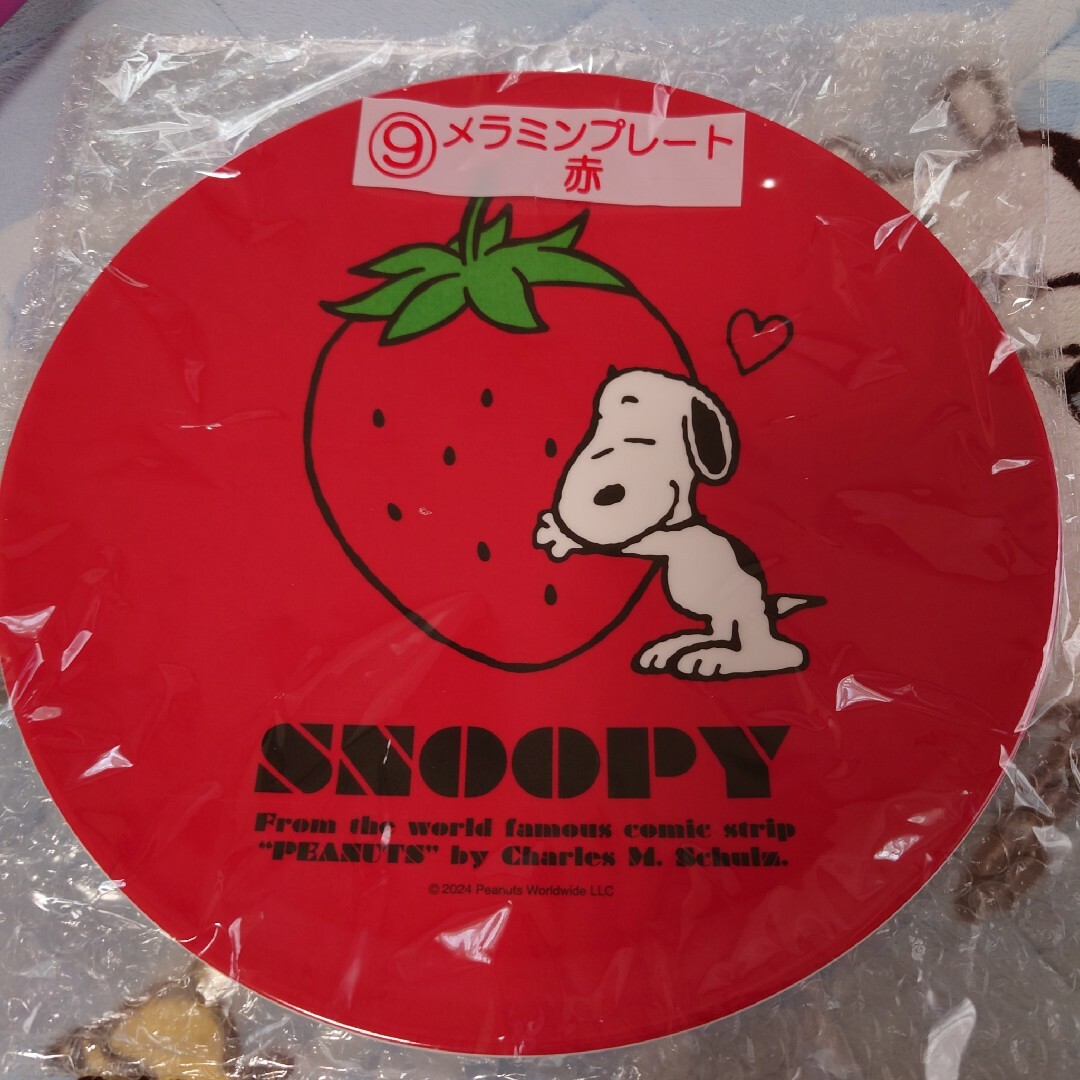 ⑨メラミンプレート
赤
SNOOPY
From the world famous comic strip
“PEANUTS” by Charles M. Schulz.
© 2024 Peanuts Worldwide LLC